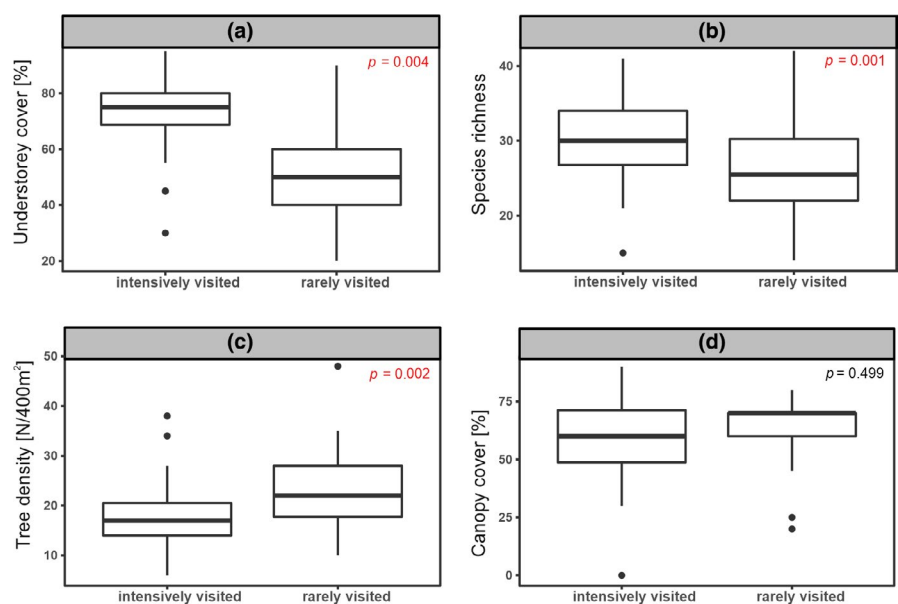 (a)
p = 0.004
Understorey cover [%]
80
60
40
20
intensively visited
rarely visited
(b)
p = 0.001
Species richness
40
30
20
intensively visited
rarely visited
(c)
p = 0.002
Tree density [N/400m²]
50
40
30
20
10
intensively visited
rarely visited
(d)
p = 0.499
Canopy cover [%]
75
50
25
0
intensively visited
rarely visited